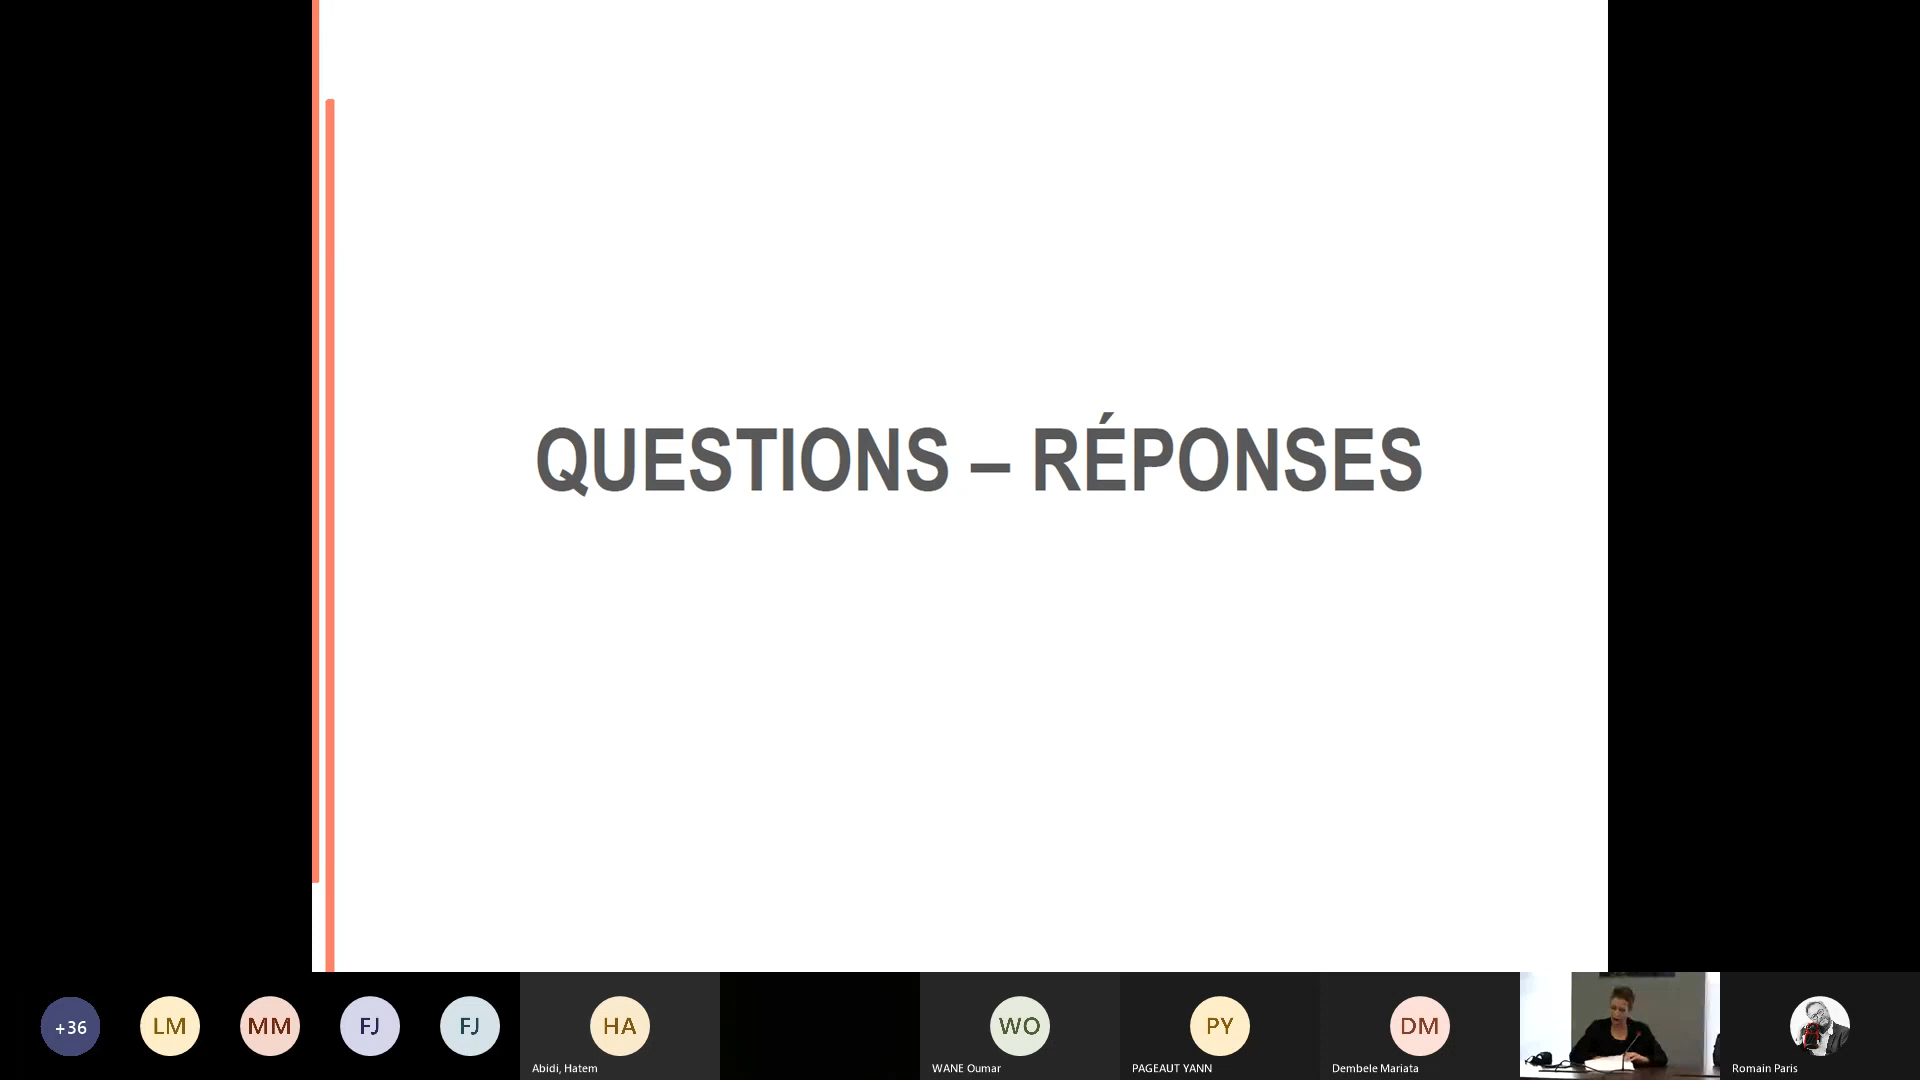 QUESTIONS – RÉPONSES
+36
LM
MM
FJ
FJ
HA
Abidi, Hatem
WO
WANE Oumar
PY
PAGEAUT YANN
DM
Dembele Mariata
Romain Paris